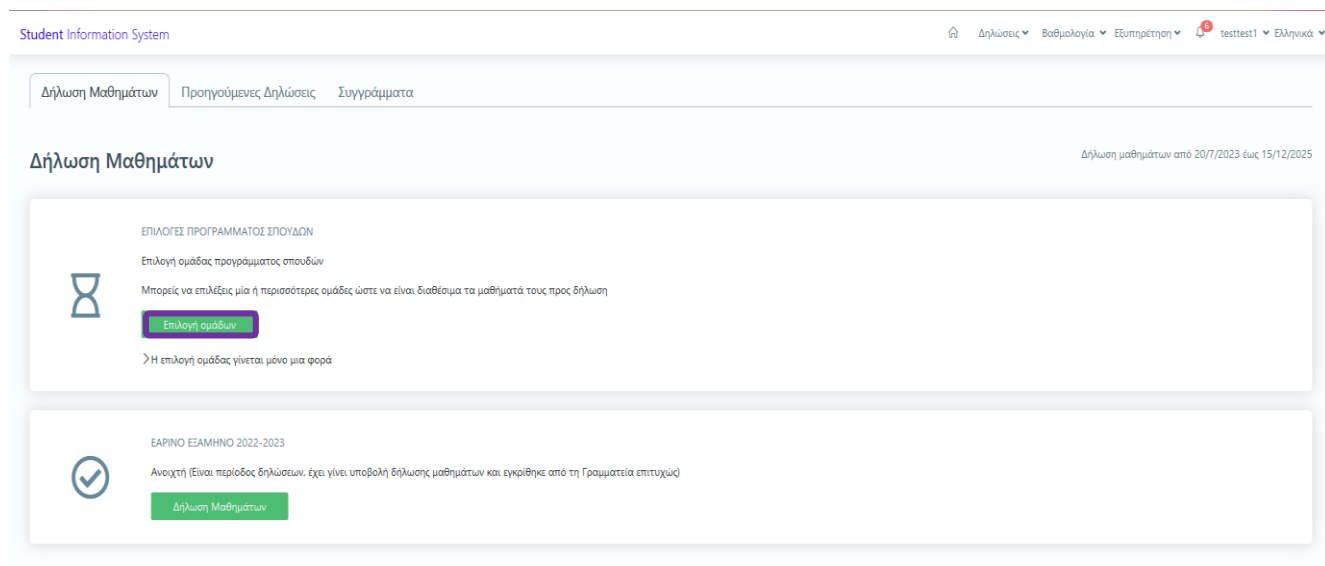 Student Information System
Δηλώσεις Βαθμολογία Εξυπηρέτηση 6 testtest1 Ελληνικά
Δήλωση Μαθημάτων Προηγούμενες Δηλώσεις Συγγράμματα
Δήλωση Μαθημάτων
Δήλωση μαθημάτων από 20/7/2023 έως 15/12/2025
ΕΠΙΛΟΓΕΣ ΠΡΟΓΡΑΜΜΑΤΟΣ ΣΠΟΥΔΩΝ
Επιλογή ομάδας προγράμματος σπουδών
Μπορείς να επιλέξεις μία ή περισσότερες ομάδες ώστε να είναι διαθέσιμα τα μαθήματά τους προς δήλωση
Επιλογή ομάδων
Η επιλογή ομάδας γίνεται μόνο μια φορά
ΕΑΡΙΝΟ ΕΞΑΜΗΝΟ 2022-2023
Ανοιχτή (Είναι περίοδος δηλώσεων, έχει γίνει υποβολή δήλωσης μαθημάτων και εγκρίθηκε από τη Γραμματεία επιτυχώς)
Δήλωση Μαθημάτων